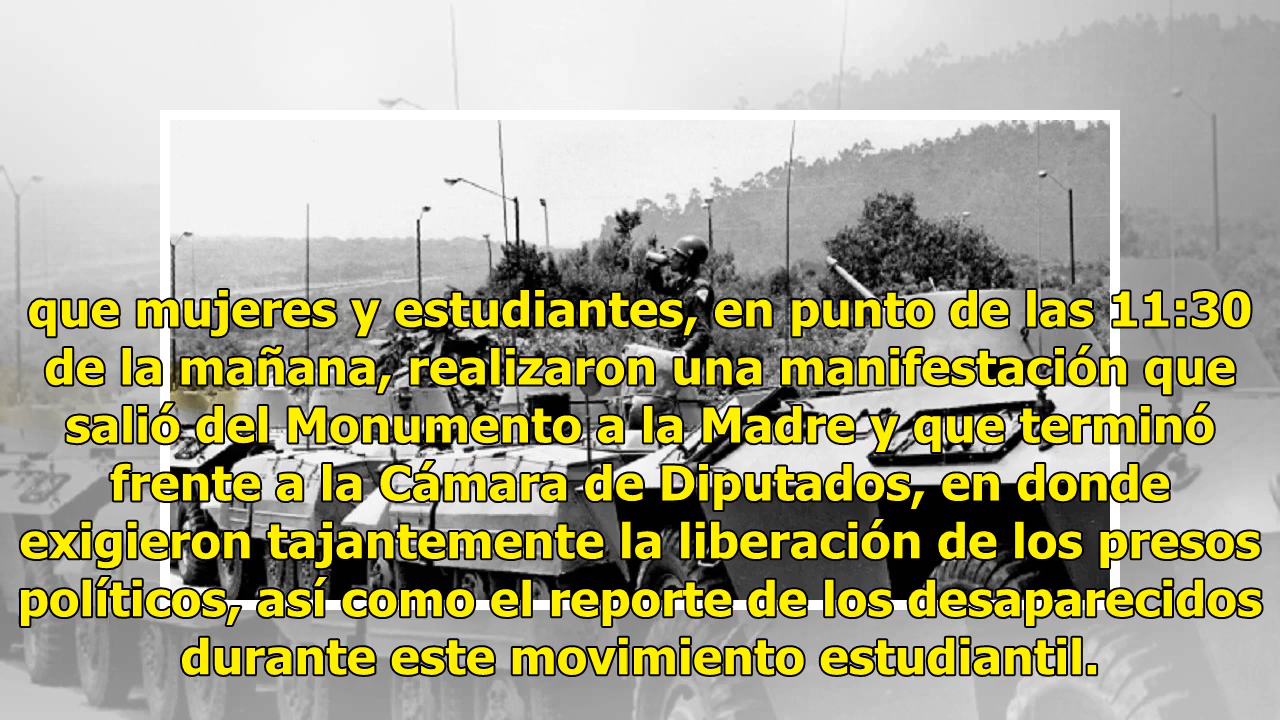 que mujeres y estudiantes, en punto de las 11:30
de la mañana, realizaron una manifestación que
salió del Monumento a la Madre y que terminó
frente a la Cámara de Diputados, en donde
exigieron tajantemente la liberación de los presos
políticos, así como el reporte de los desaparecidos
durante este movimiento estudiantil.